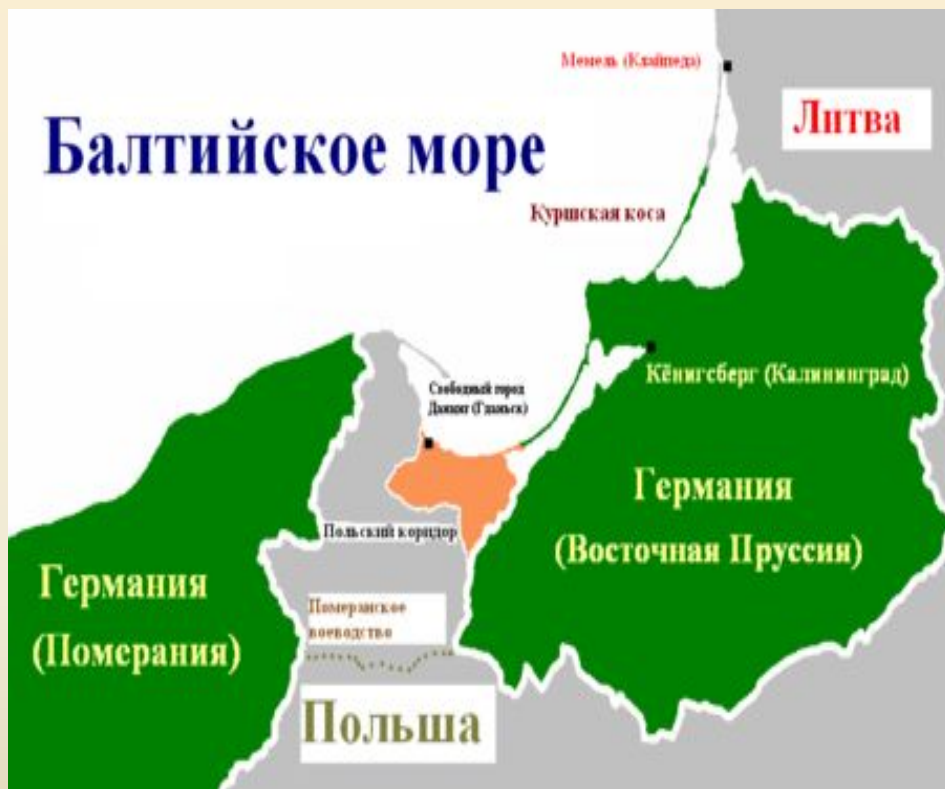 Мемель (Клайпеда)
Литва
Балтийское море
Куршская коса
Кёнигсберг (Калининград)
Свободный город
Данциг (Гданьск)
Германия
(Восточная Пруссия)
Польский коридор
Германия
(Померания)
Померанское
воеводство
Польша